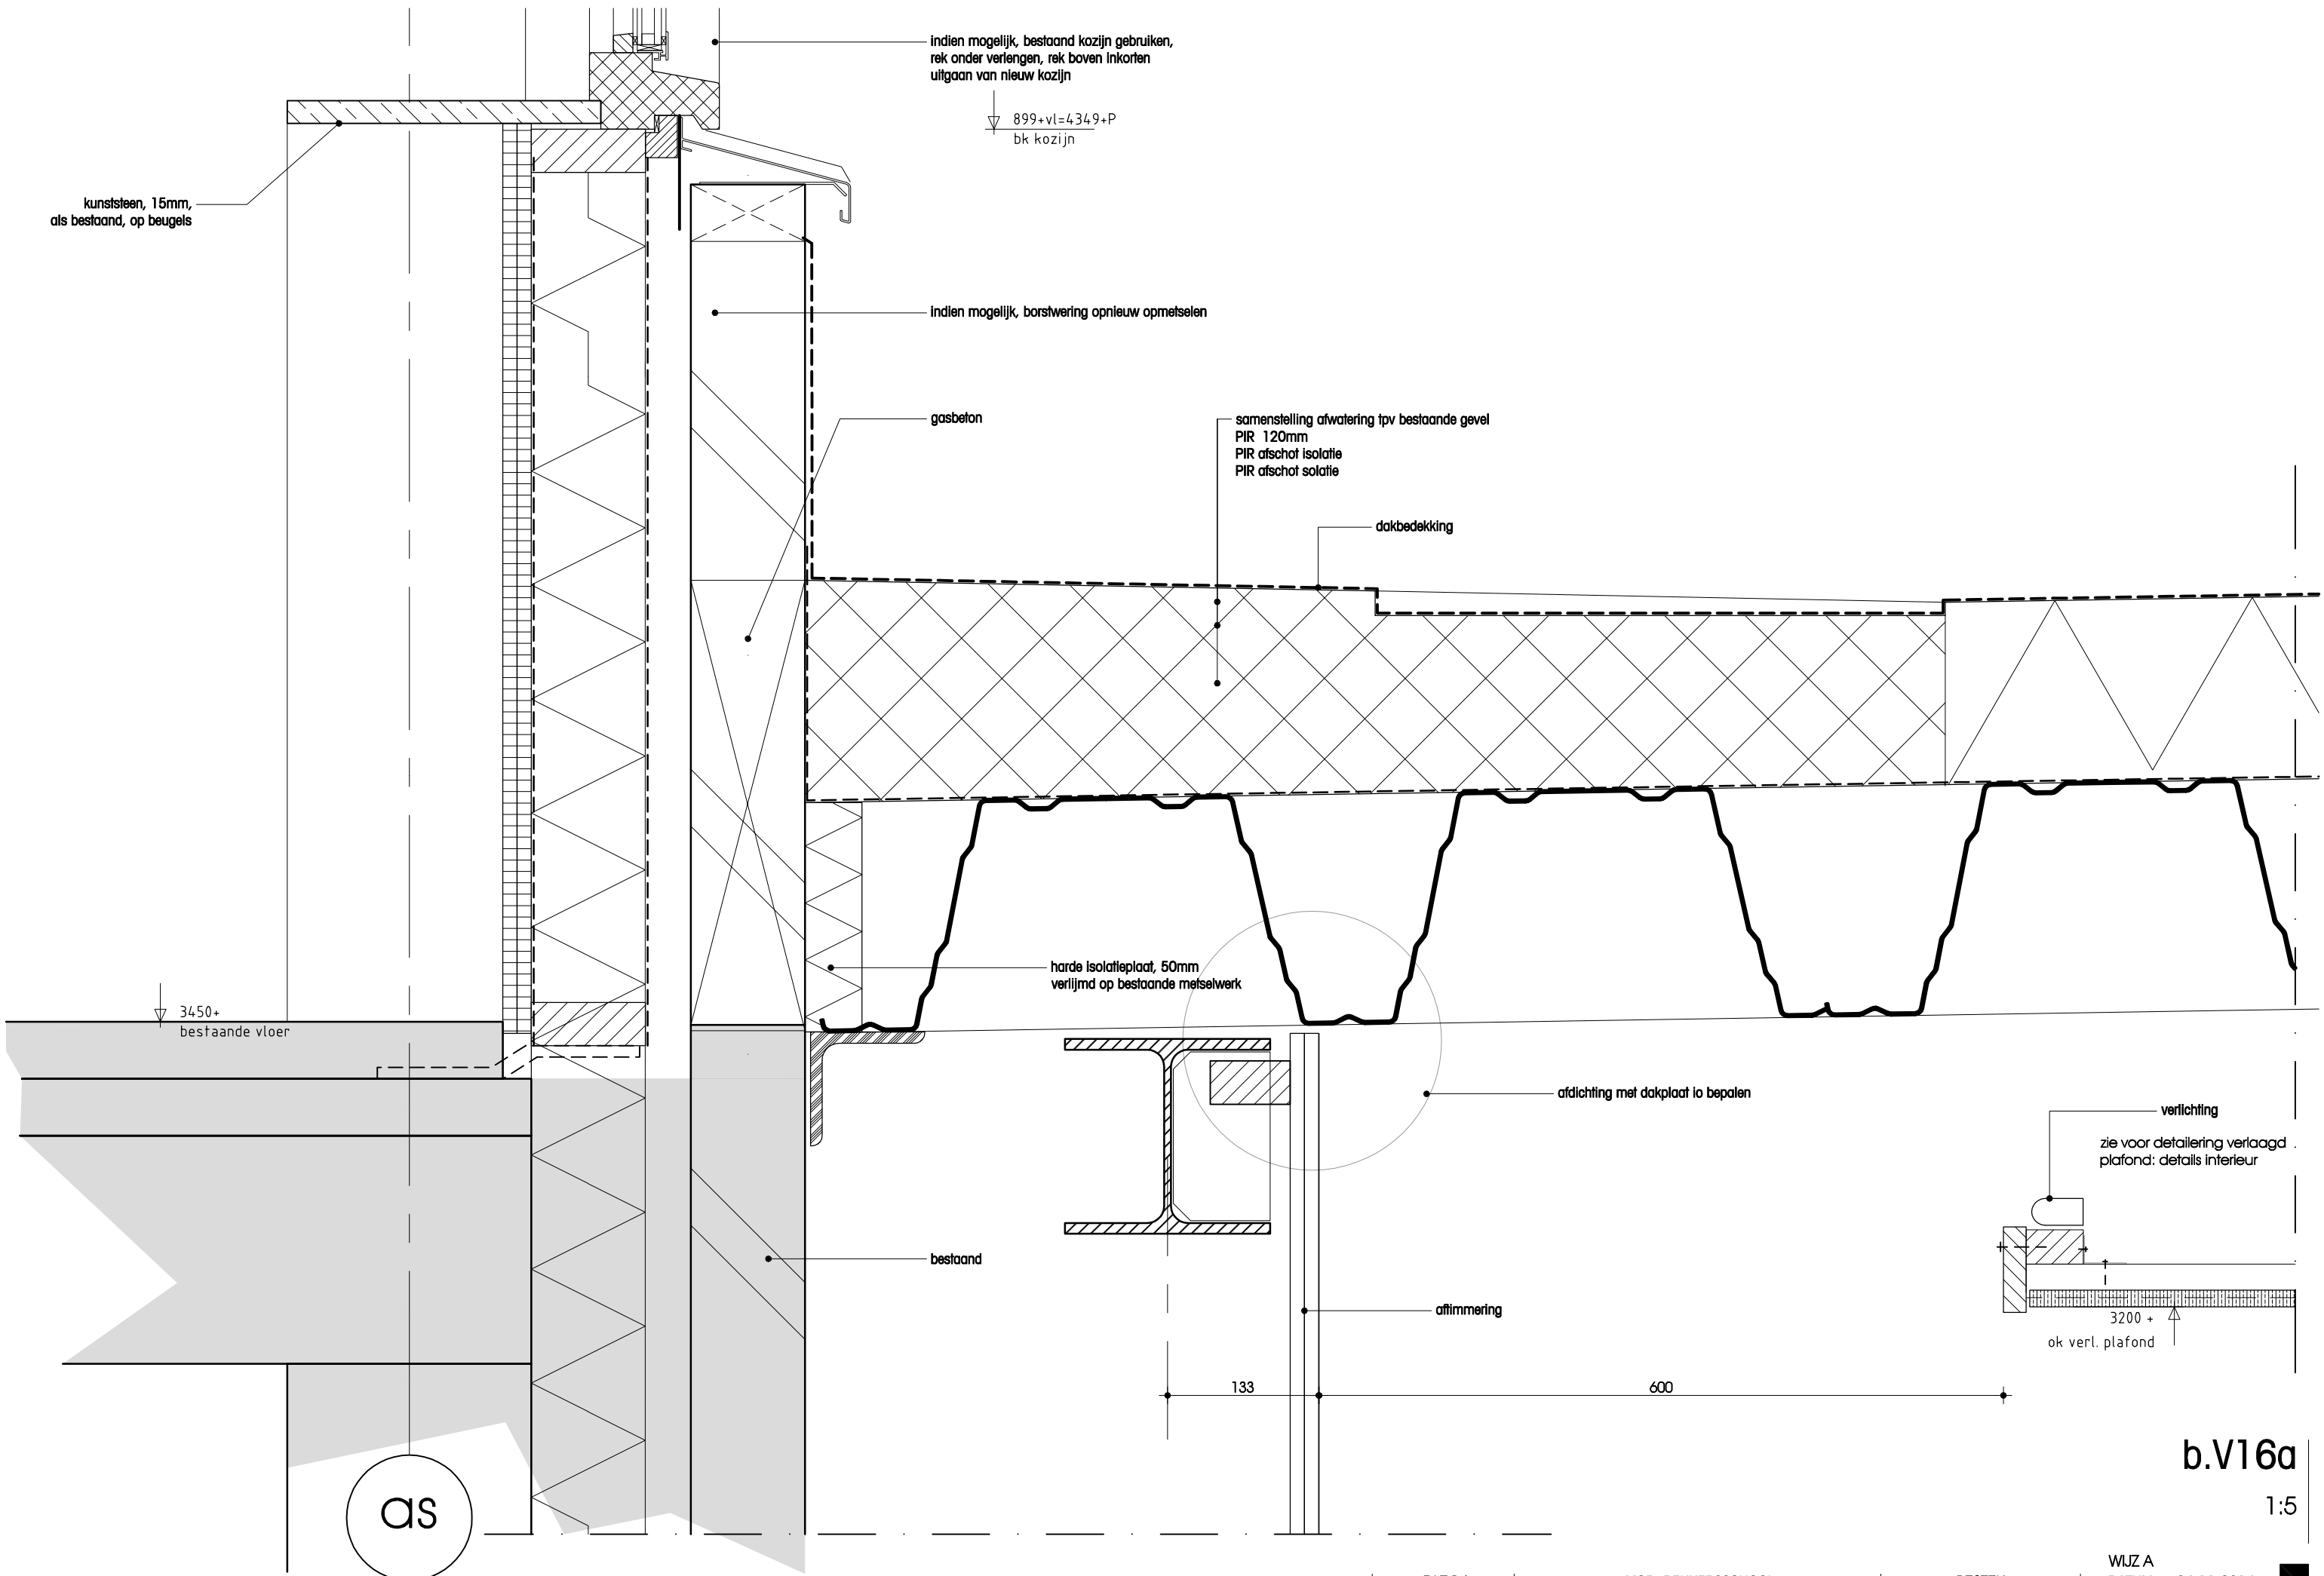 indien mogelijk, bestaand kozijn gebruiken,
rek onder verlengen, rek boven inkorten
uitgaan van nieuw kozijn
899+vl=4349+P
bk kozijn
kunststeen, 15mm,
als bestaand, op beugels
indien mogelijk, borstwering opnieuw opmetselen
gasbeton
samenstelling afwatering tpv bestaande gevel
PIR 120mm
PIR afschot isolatie
PIR afschot solatie
dakbedekking
harde isolatieplaat, 50mm
verlijmd op bestaande metselwerk
3450+
bestaande vloer
afdichting met dakplaat io bepalen
verlichting
zie voor detailering verlaagd
plafond: details interieur
bestaand
aftimmering
3200 +
ok verl. plafond
133
600
b.V16a
1:5
as
WIJZ A